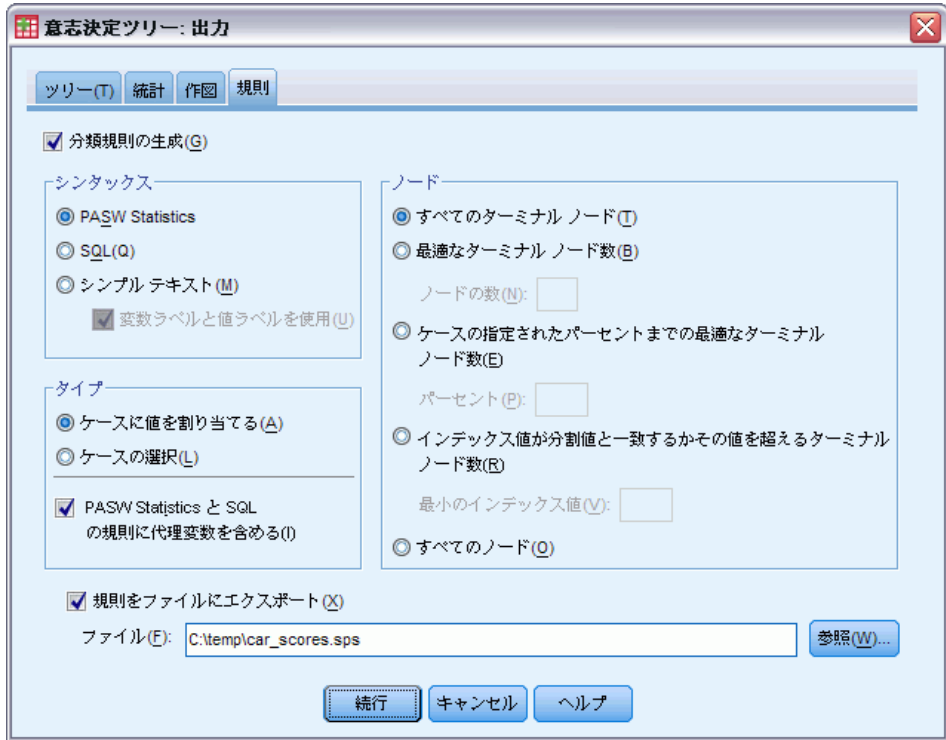 意志決定ツリー: 出力
ツリー(T) 統計 作図 規則
分類規則の生成(G)
シンタックス
PASW Statistics
SQL(Q)
シンプル テキスト(M)
変数ラベルと値ラベルを使用(U)
タイプ
ケースに値を割り当てる(A)
ケースの選択(L)
PASW Statistics と SQL
の規則に代理変数を含める(I)
ノード
すべてのターミナル ノード(T)
最適なターミナル ノード数(B)
ノードの数(N):
ケースの指定されたパーセントまでの最適なターミナル
ノード数(E)
パーセント(P):
インデックス値が分割値と一致するかその値を超えるターミナル
ノード数(R)
最小のインデックス値(V):
すべてのノード(O)
規則をファイルにエクスポート(X)
ファイル(F): C:\temp\car_scores.sps 参照(W)...
続行 キャンセル ヘルプ